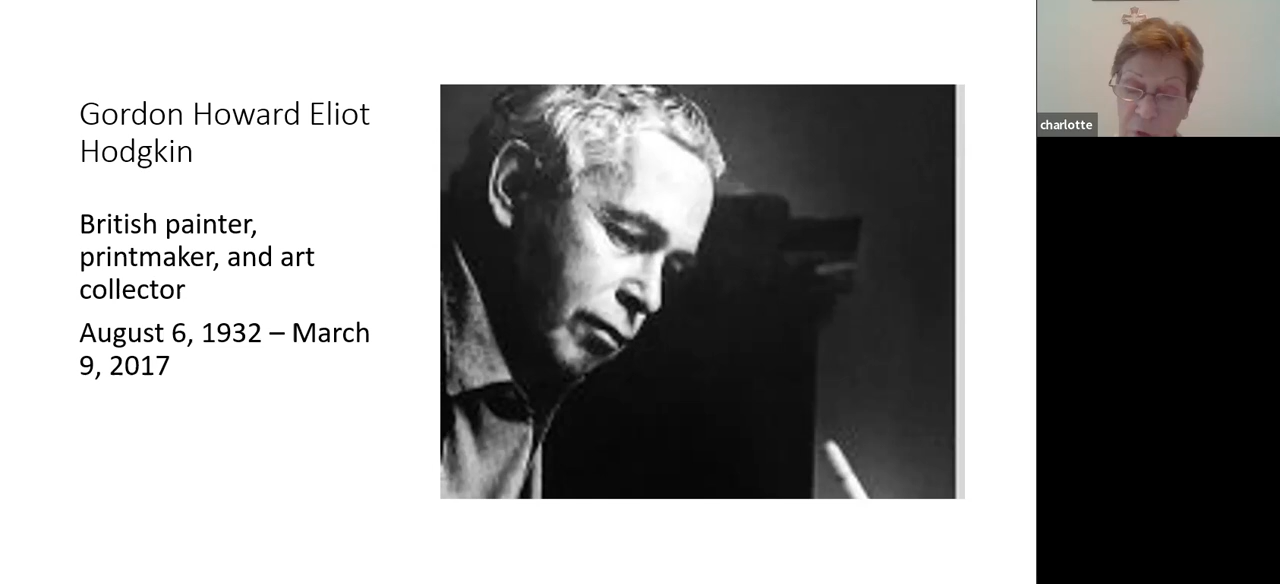 Gordon Howard Eliot
Hodgkin
British painter,
printmaker, and art
collector
August 6, 1932 – March
9, 2017
charlotte